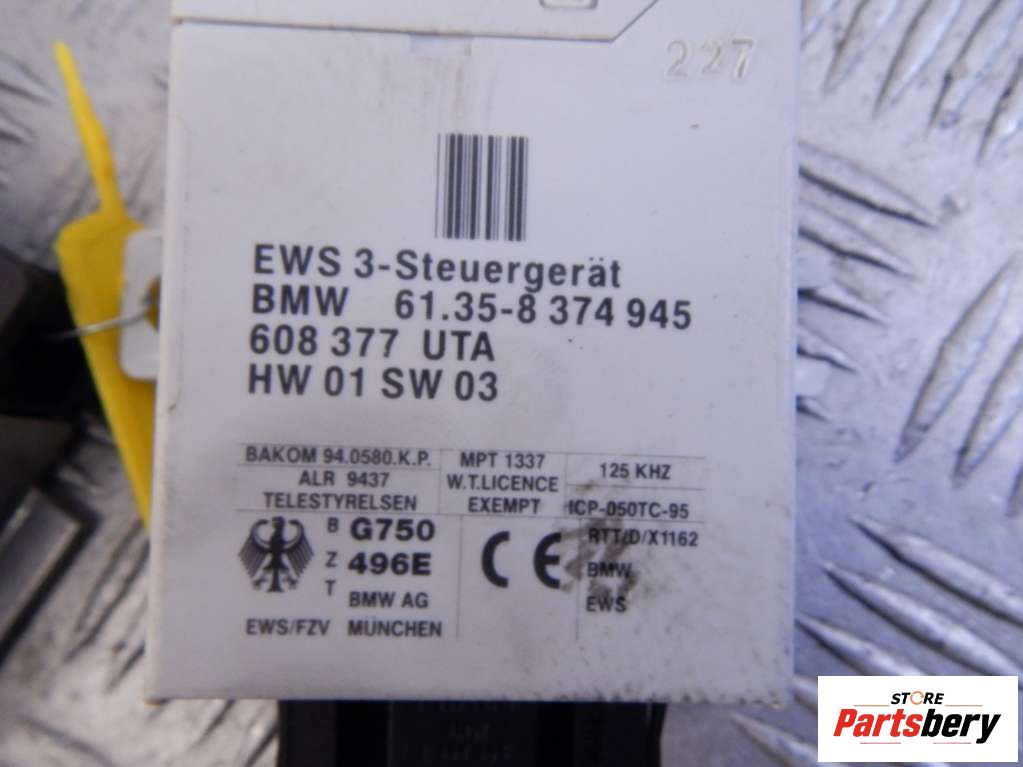 227
EWS 3-Steuergerät
BMW 61.35-8 374 945
608 377 UTA
HW 01 SW 03
BAKOM 94.0580.K.P.
ALR 9437
TELESTYRELSEN
MPT 1337
W.T.LICENCE
EXEMPT
125 KHZ
ICP-050TC-95
B Z T
G750
496E
BMW AG
EWS/FZV MÜNCHEN
CE
RTT/D/X1162
BMW
EWS
STORE
Partsbery